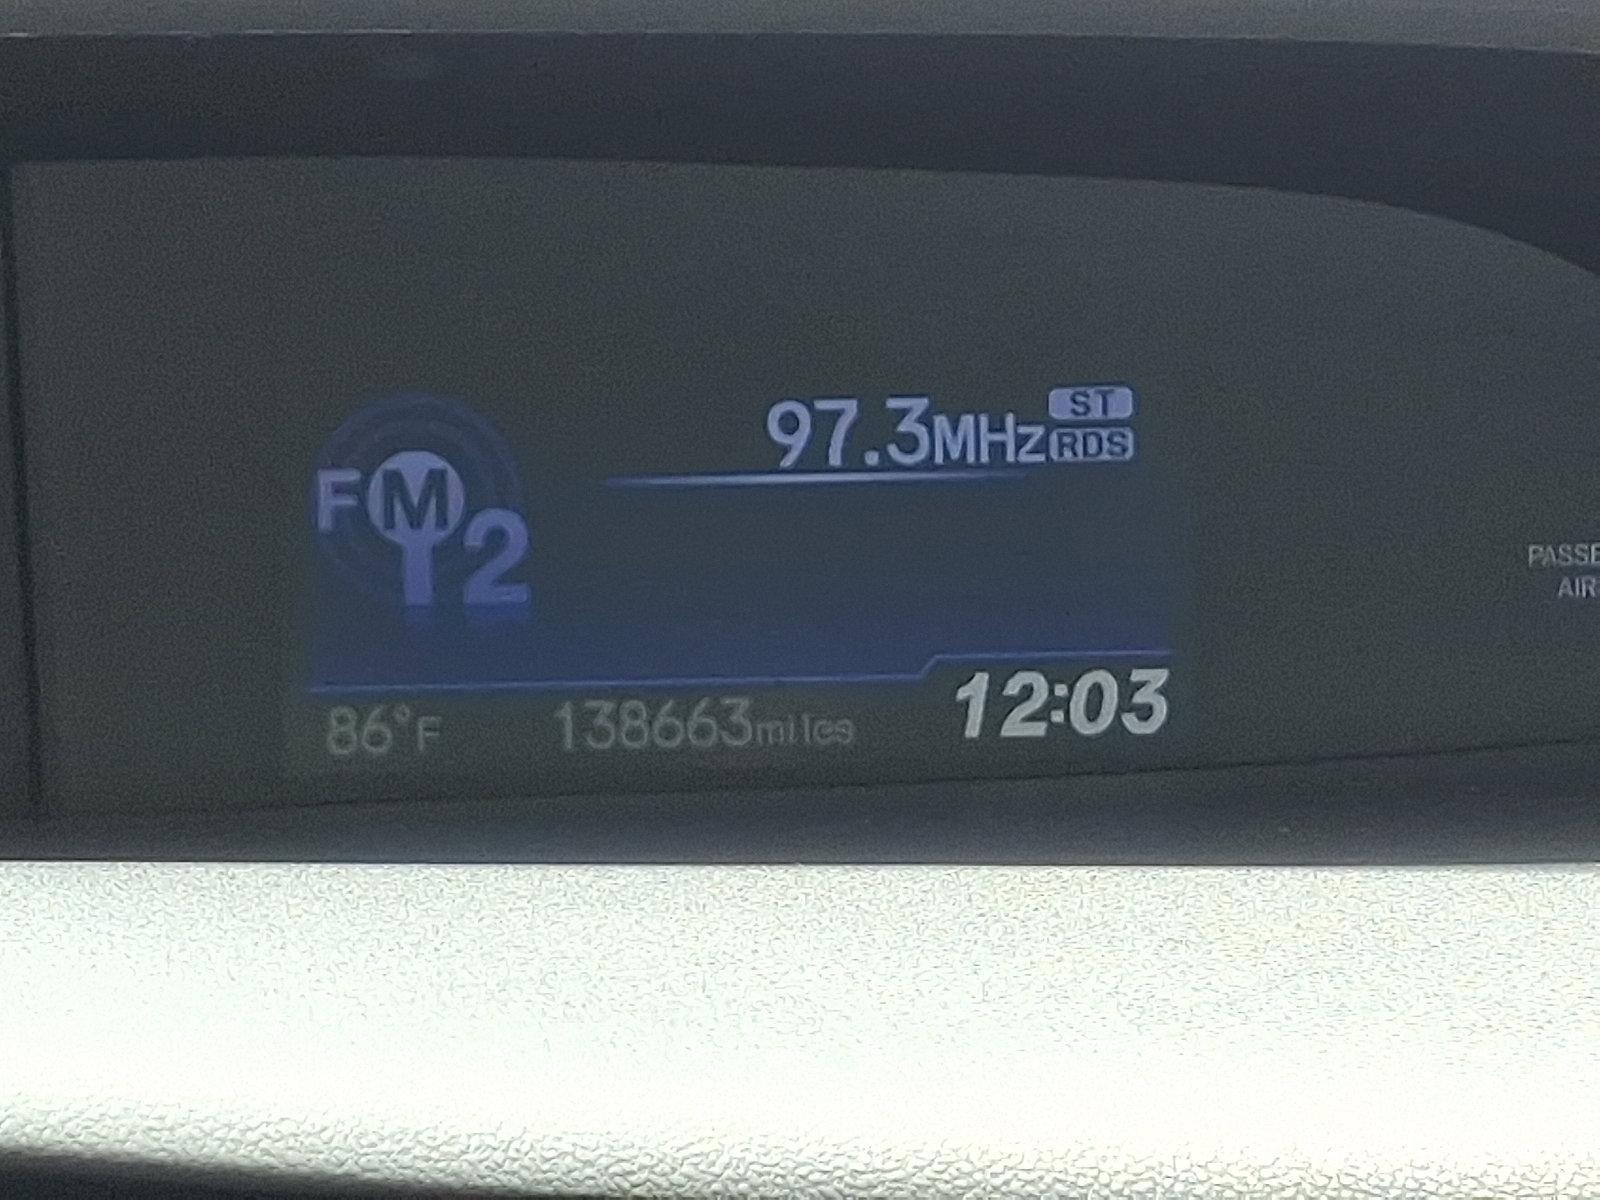 97.3MHz ST
RDS
FM
2
PASSE
AIR
86°F 138663miles 12:03